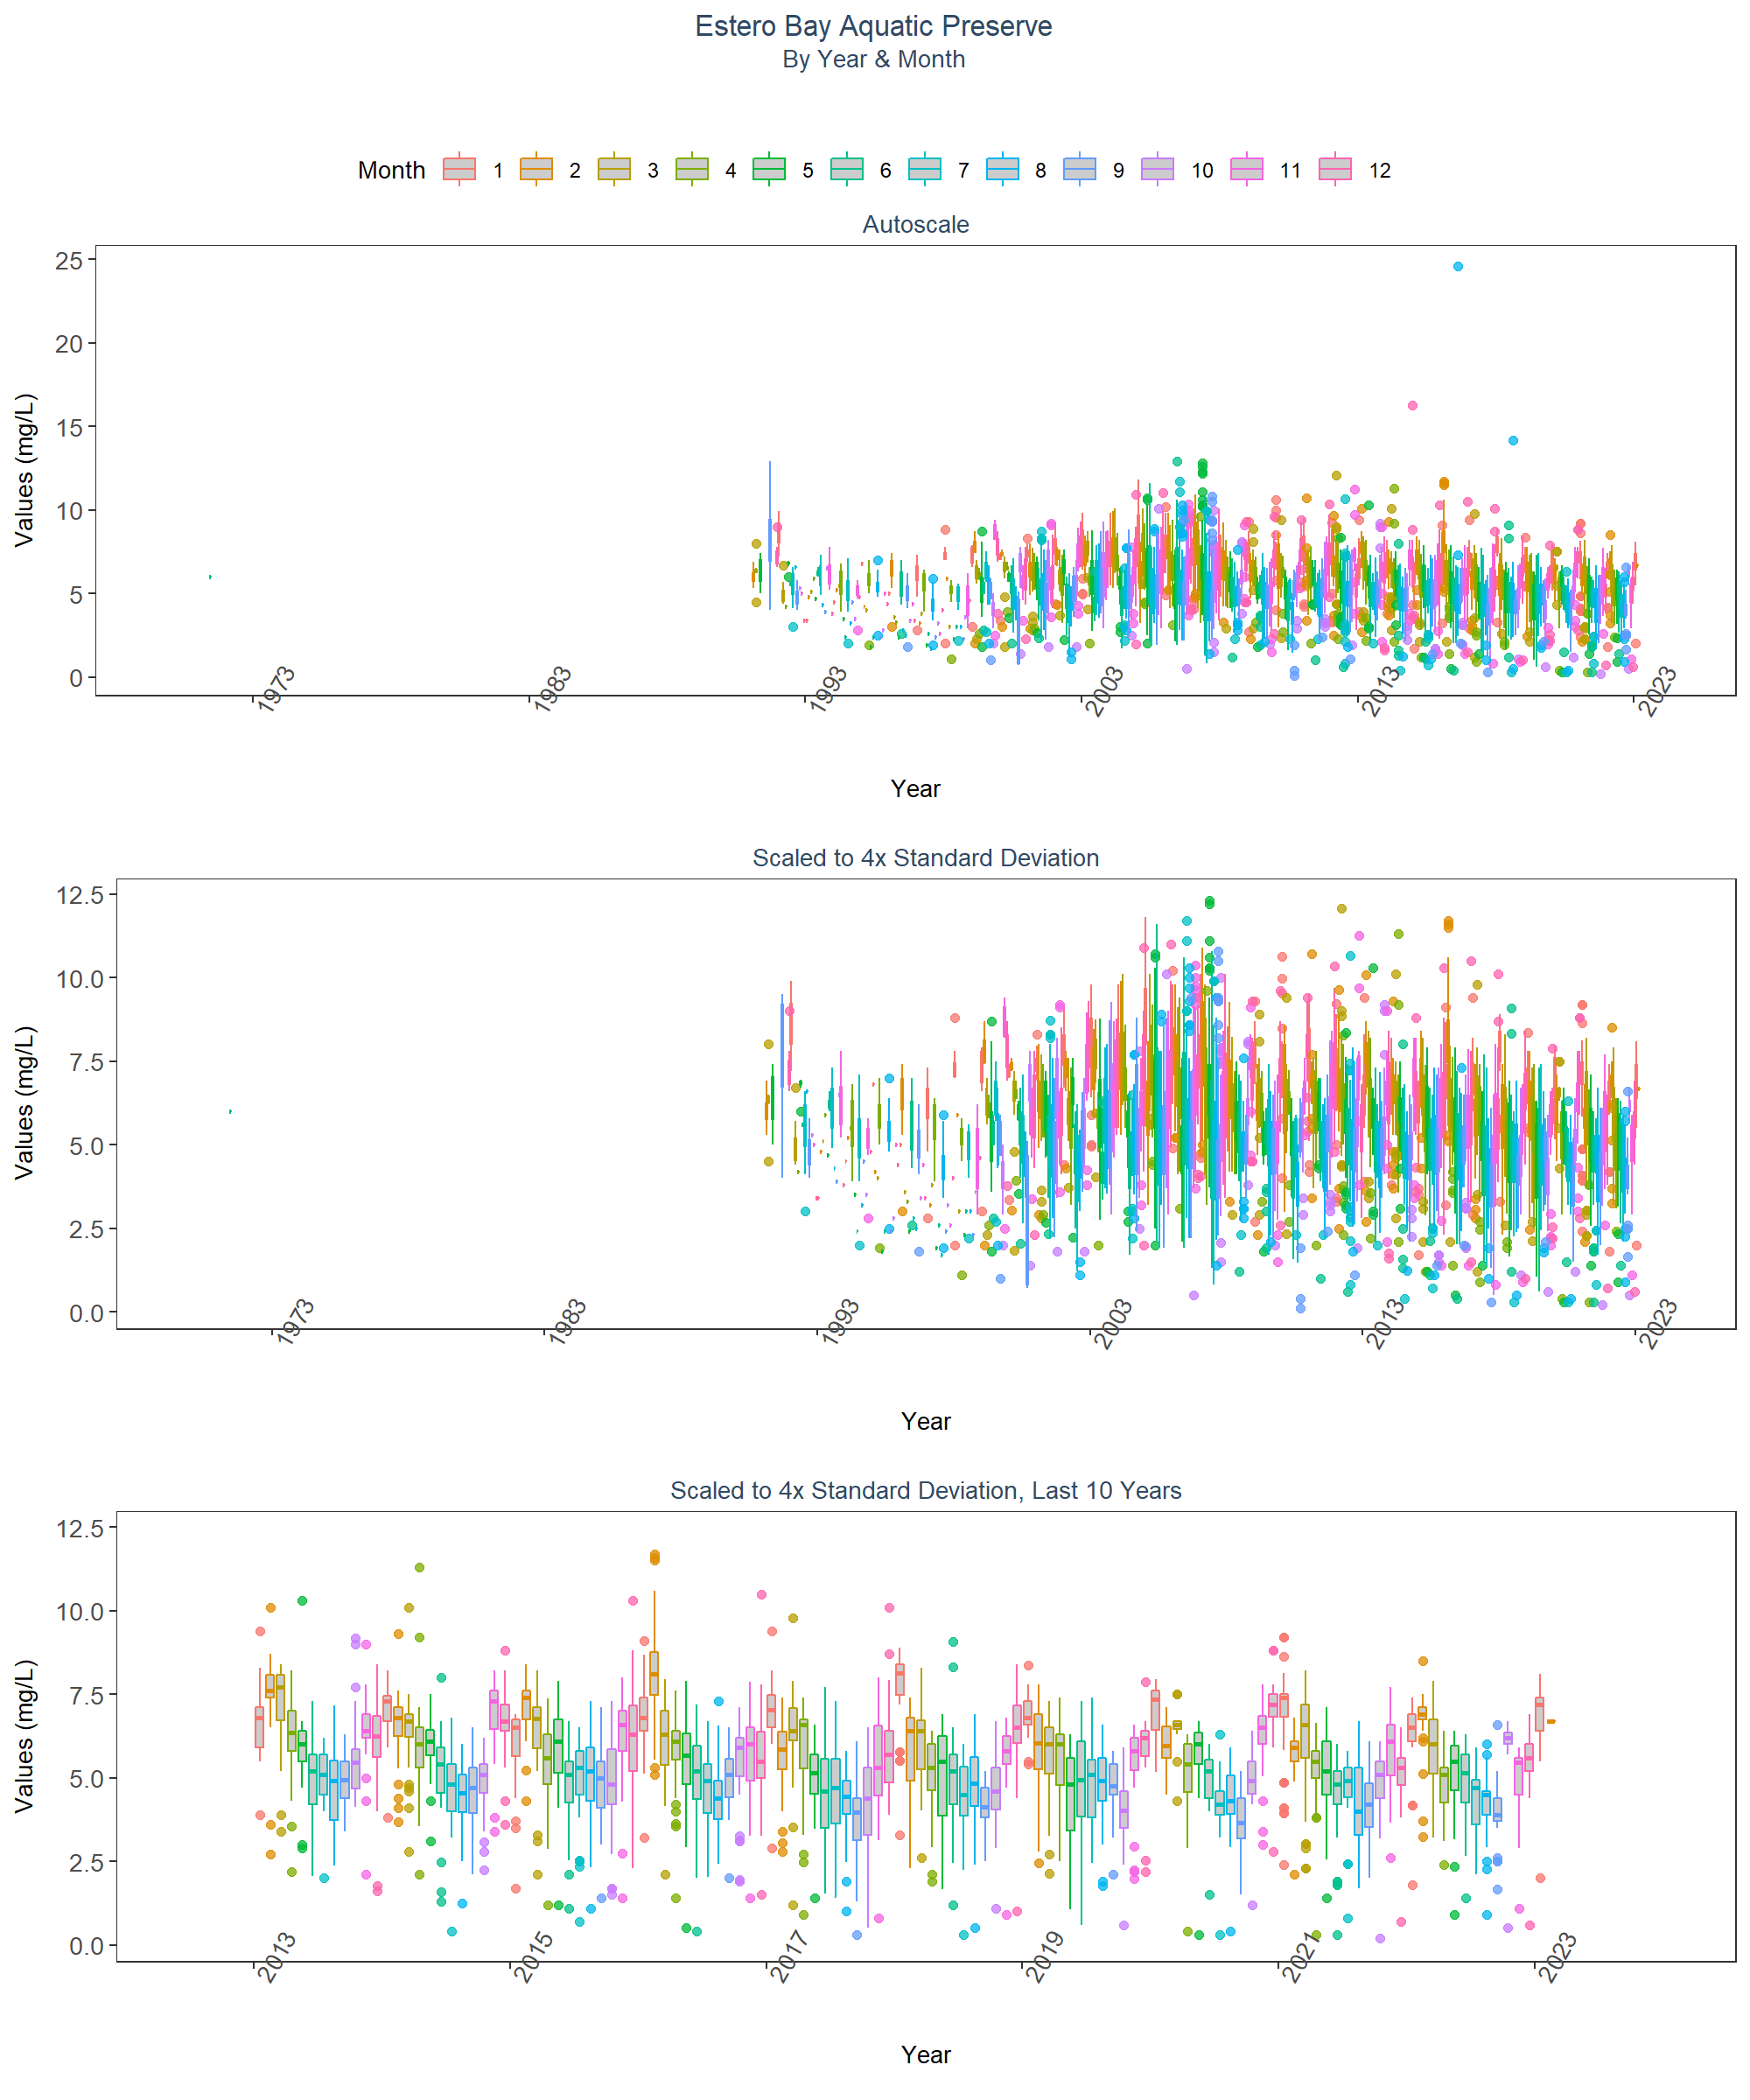 Estero Bay Aquatic Preserve
By Year & Month
Month 1 2 3 4 5 6 7 8 9 10 11 12
Autoscale
Values (mg/L)
25
20
15
10
5
0
1973 1983 1993 2003 2013 2023
Year
Scaled to 4x Standard Deviation
Values (mg/L)
12.5
10.0
7.5
5.0
2.5
0.0
1973 1983 1993 2003 2013 2023
Year
Scaled to 4x Standard Deviation, Last 10 Years
Values (mg/L)
12.5
10.0
7.5
5.0
2.5
0.0
2013 2015 2017 2019 2021 2023
Year